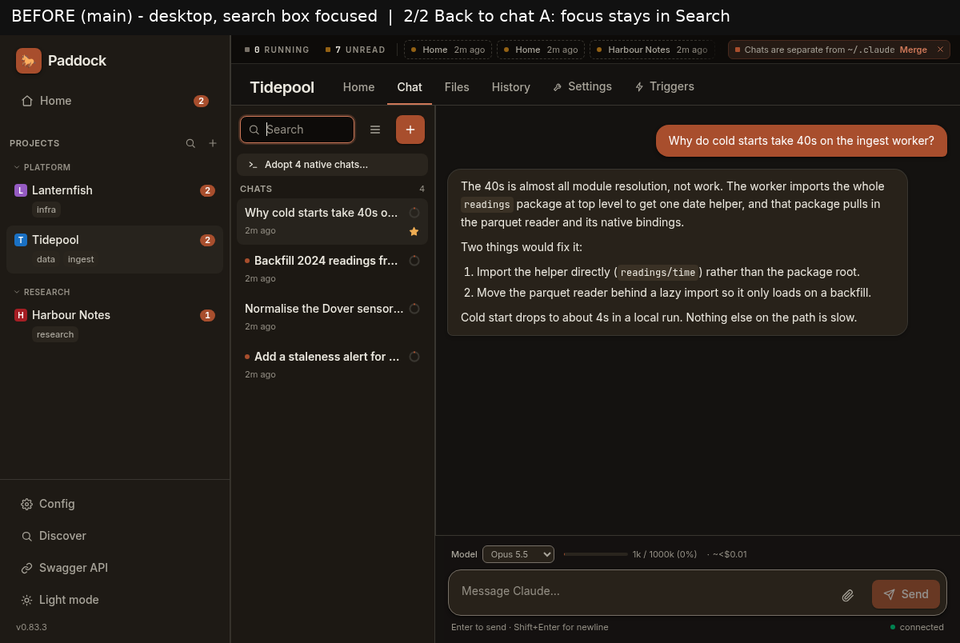 BEFORE (main) - desktop, search box focused | 2/2 Back to chat A: focus stays in Search
Paddock
Home 2
PROJECTS
PLATFORM
L Lanternfish 2
infra
T Tidepool 2
data ingest
RESEARCH
H Harbour Notes 1
research
Config
Discover
Swagger API
Light mode
v0.83.3
0 RUNNING 7 UNREAD Home 2m ago Home 2m ago Harbour Notes 2m ago Chats are separate from ~/.claude Merge ×
Tidepool Home Chat Files History Settings Triggers
Search
Adopt 4 native chats...
CHATS 4
Why cold starts take 40s o...
2m ago
Backfill 2024 readings fr...
2m ago
Normalise the Dover sensor...
2m ago
Add a staleness alert for ...
2m ago
Why do cold starts take 40s on the ingest worker?
The 40s is almost all module resolution, not work. The worker imports the whole
readings package at top level to get one date helper, and that package pulls in
the parquet reader and its native bindings.
Two things would fix it:
1. Import the helper directly (readings/time) rather than the package root.
2. Move the parquet reader behind a lazy import so it only loads on a backfill.
Cold start drops to about 4s in a local run. Nothing else on the path is slow.
Model Opus 5.5 1k / 1000k (0%) · ~<$0.01
Message Claude...
Send
Enter to send · Shift+Enter for newline
connected